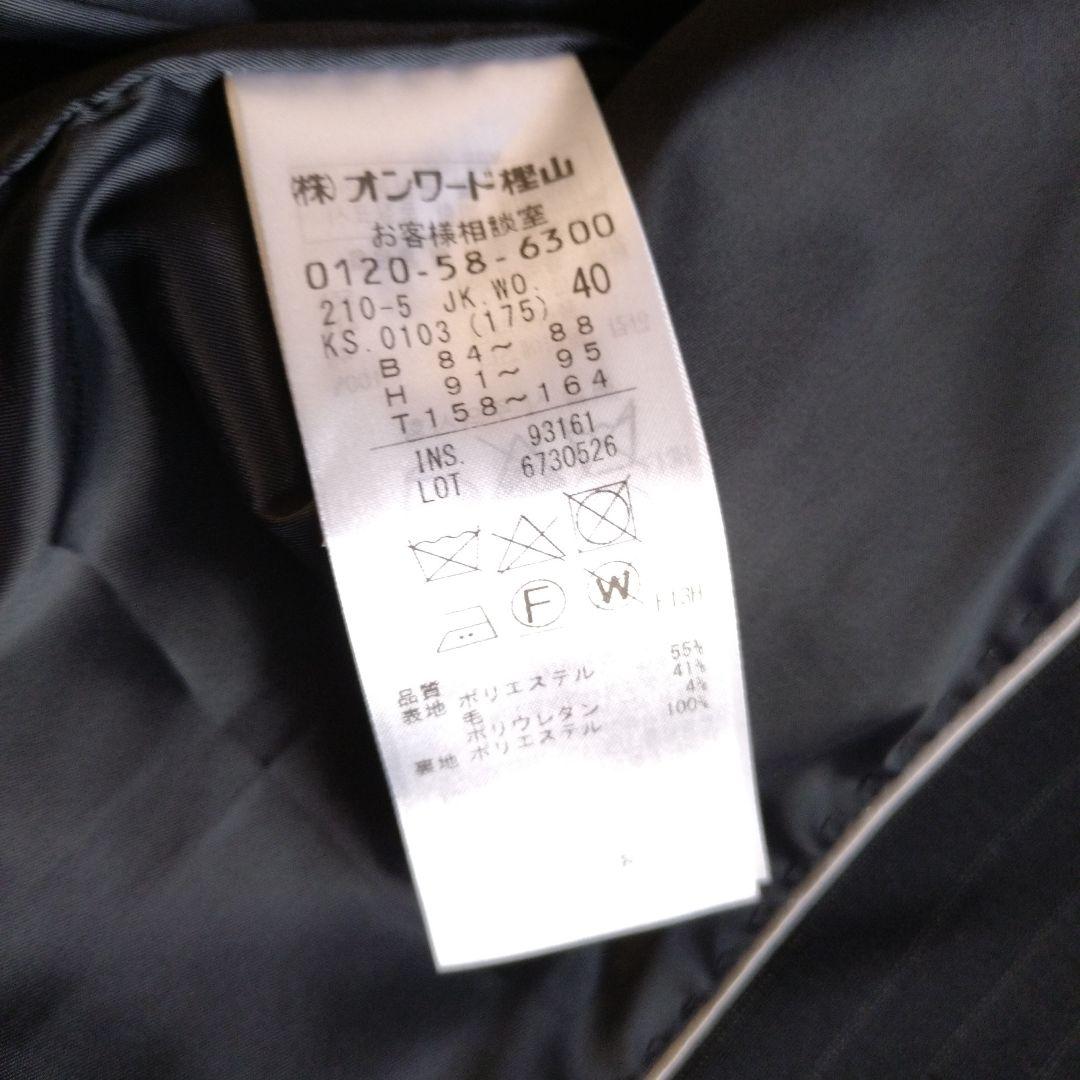 ㈱オンワード樫山
お客様相談室
0120-58-6300
210-5 JK.WO. 40
KS.0103 (175)
B 84～ 88
H 91～ 95
T 158～164
INS. 93161
LOT 6730526
F W F13H
品質
表地 ポリエステル 55%
毛 41%
ポリウレタン 4%
裏地 ポリエステル 100%